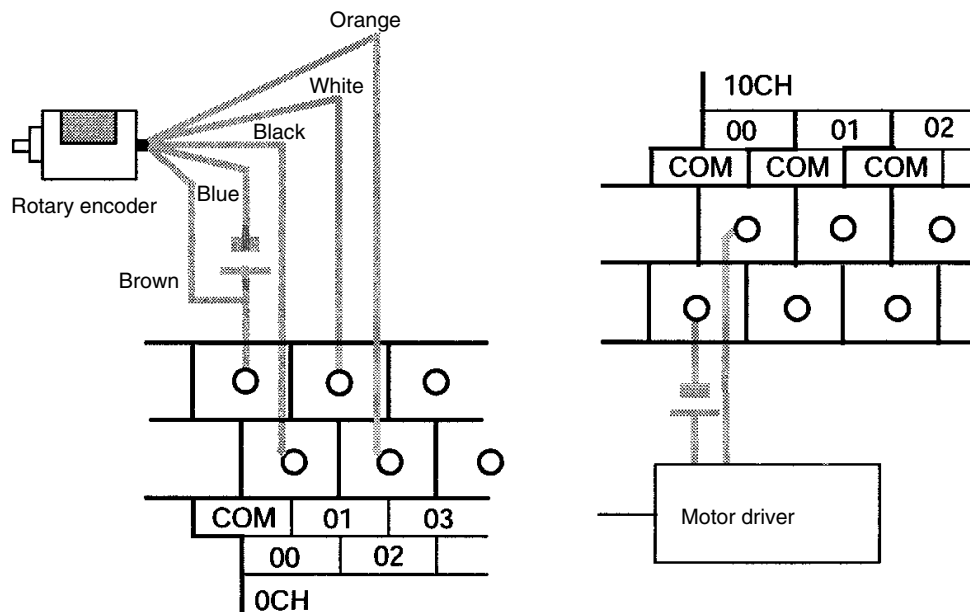 Orange
White
Black
Blue
Rotary encoder
Brown
COM 01 03
00 02
0CH
10CH
00 01 02
COM COM COM
Motor driver